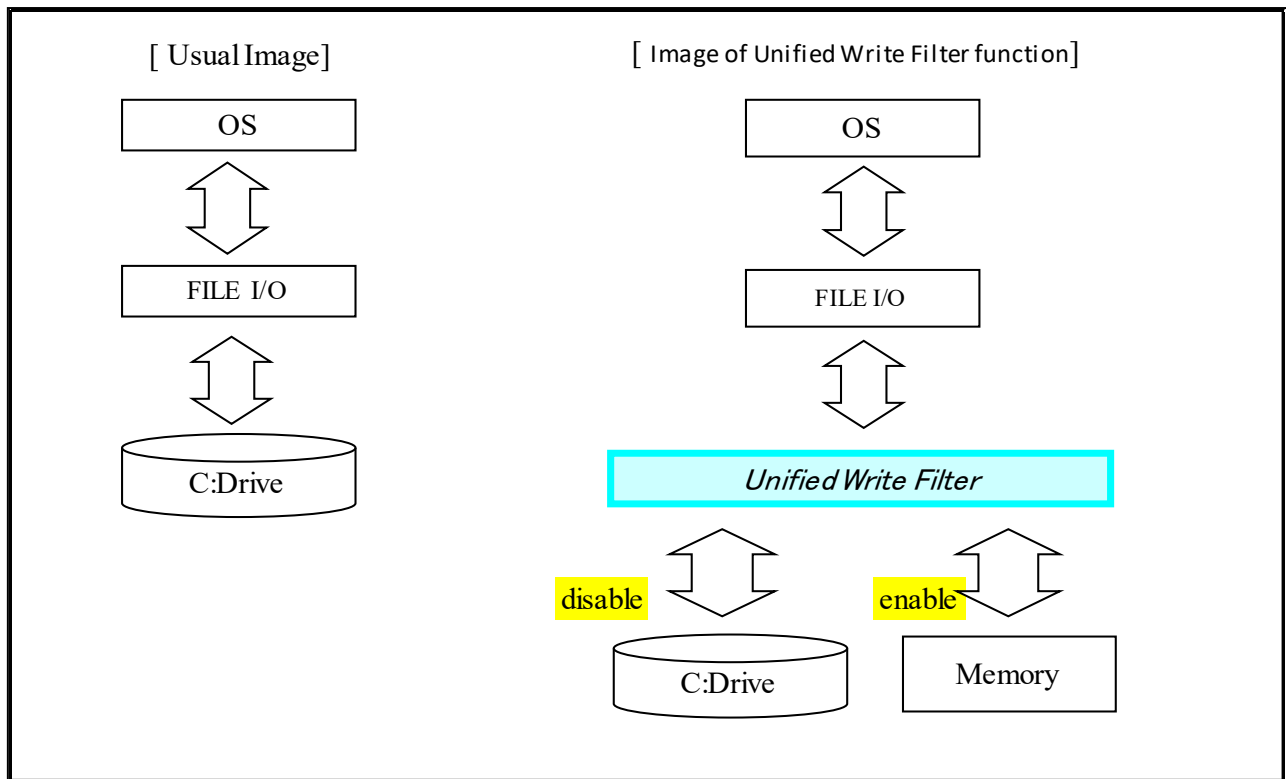 [ Usual Image]
OS
FILE I/O
C:Drive
[ Image of Unified Write Filter function]
OS
FILE I/O
Unified Write Filter
disable
enable
C:Drive
Memory